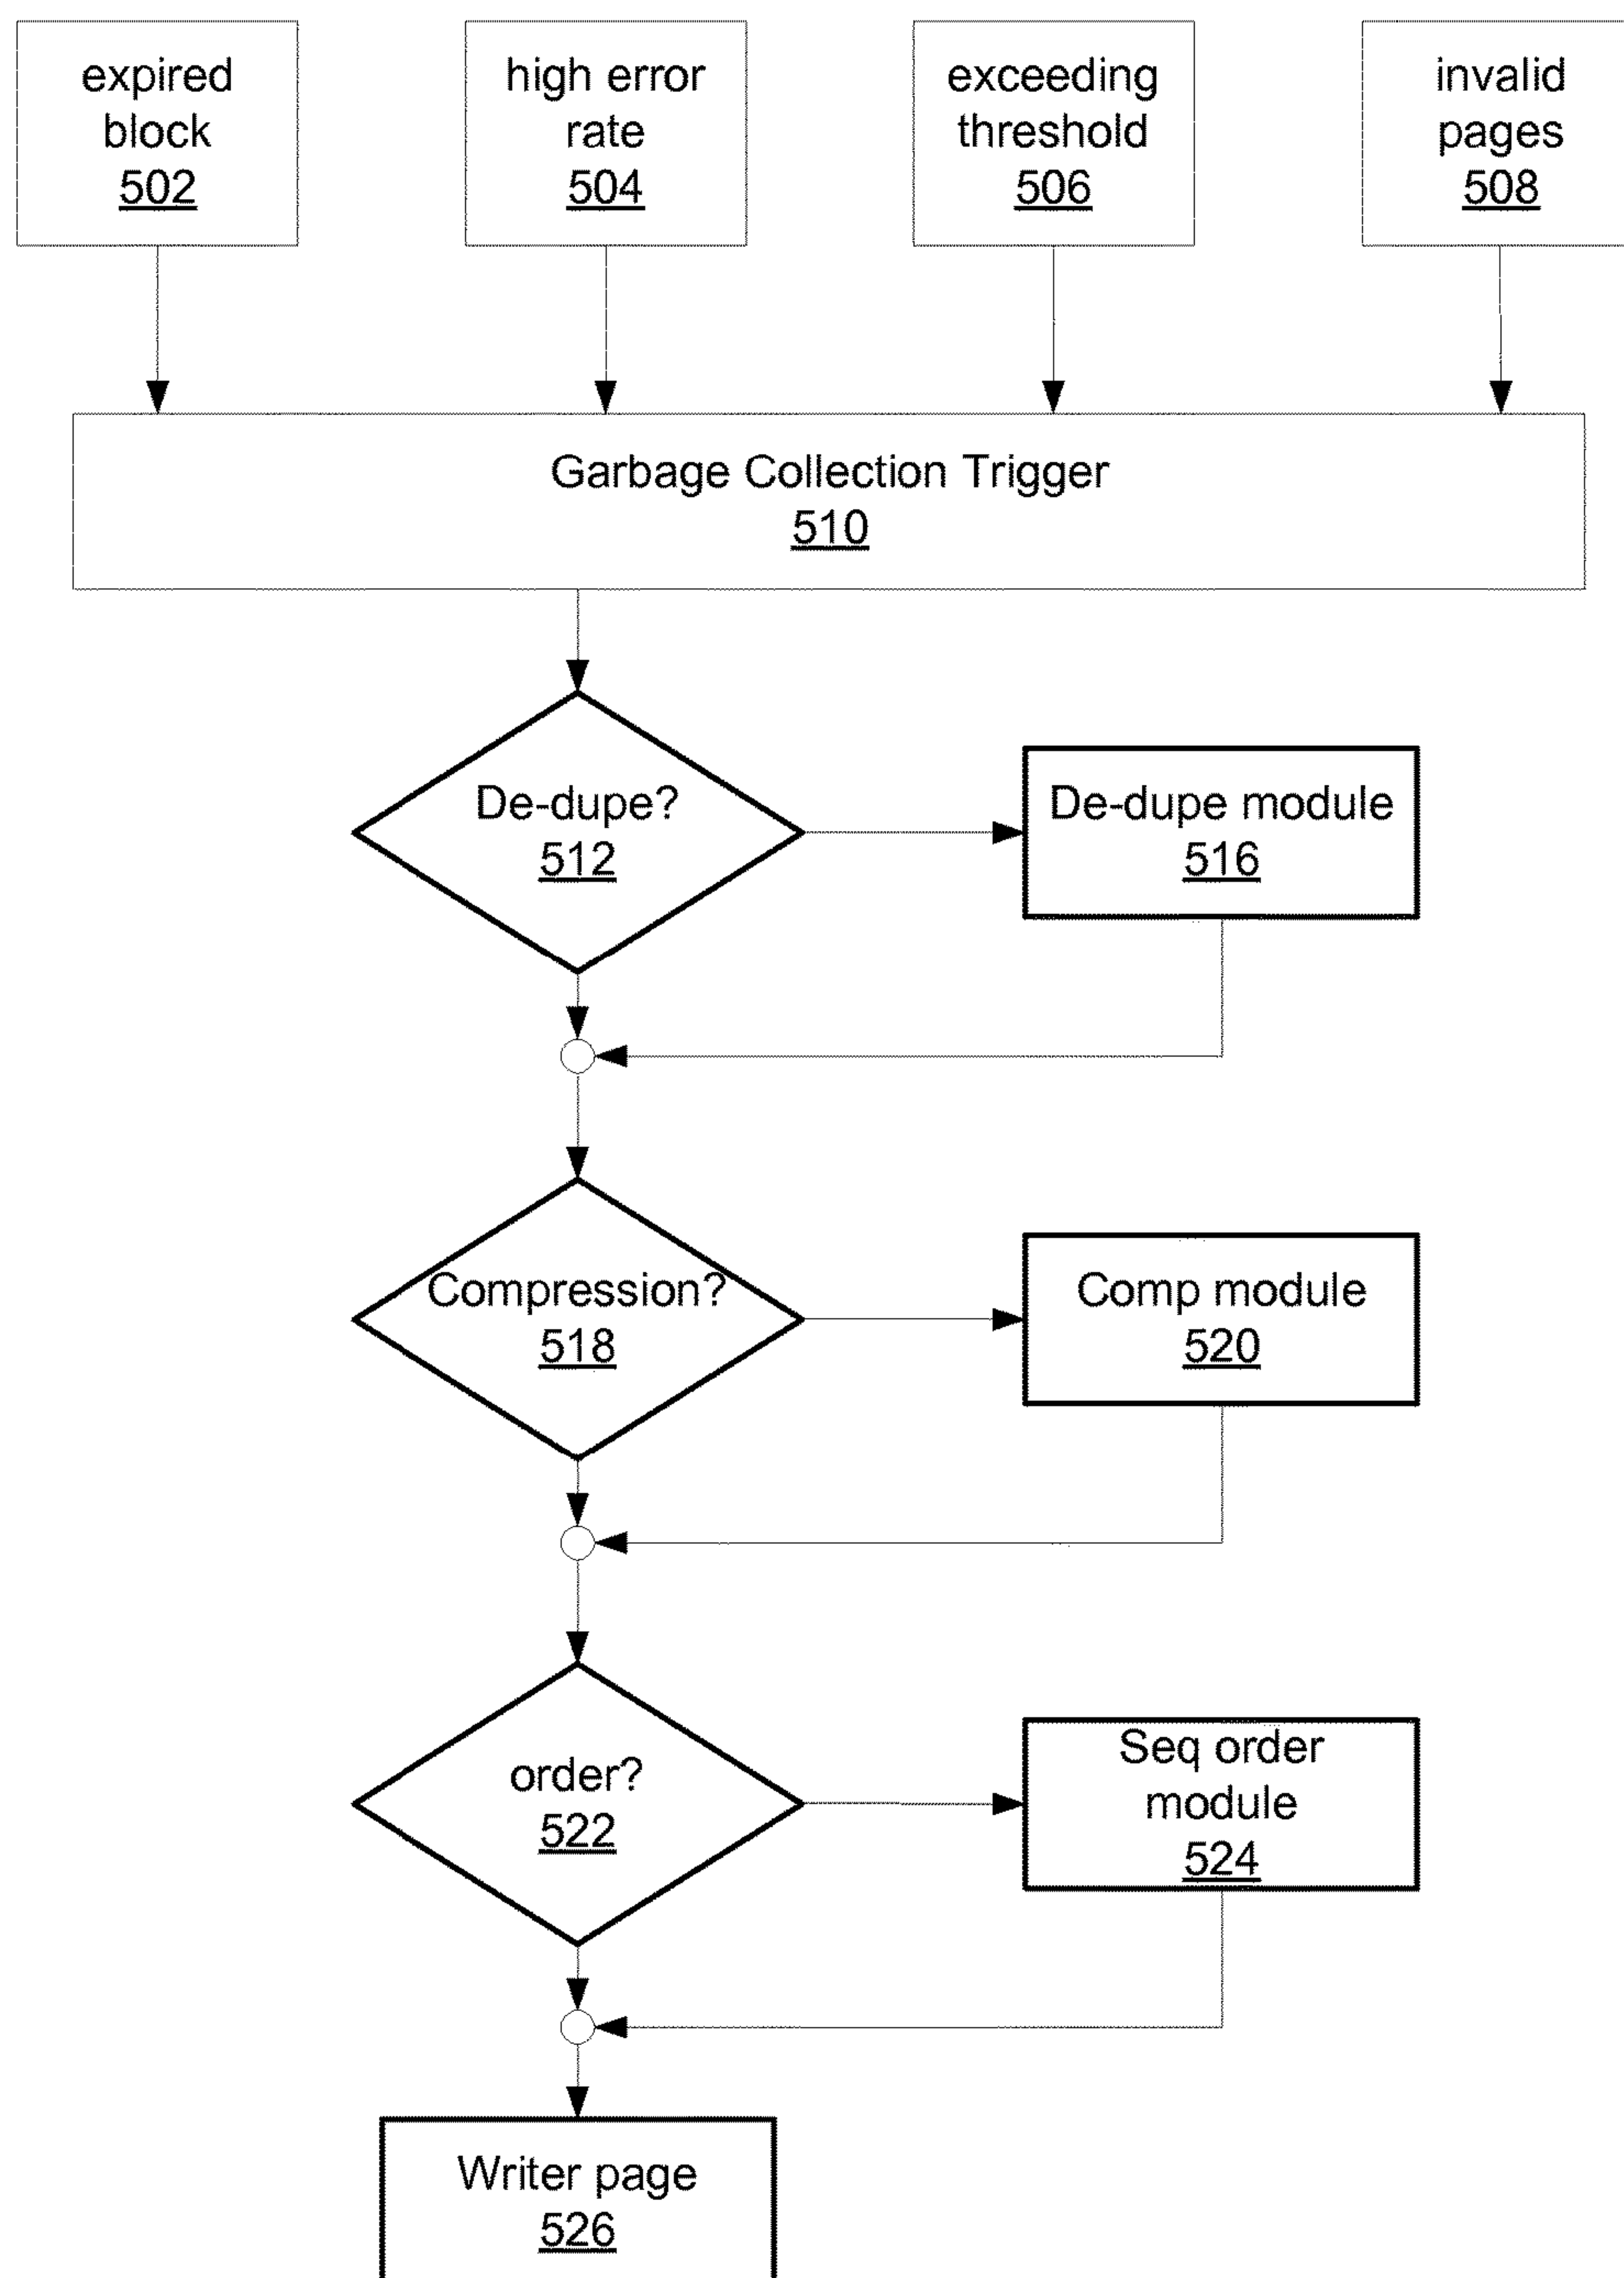 expired
block
502
high error
rate
504
exceeding
threshold
506
invalid
pages
508
Garbage Collection Trigger
510
De-dupe?
512
De-dupe module
516
Compression?
518
Comp module
520
order?
522
Seq order
module
524
Writer page
526